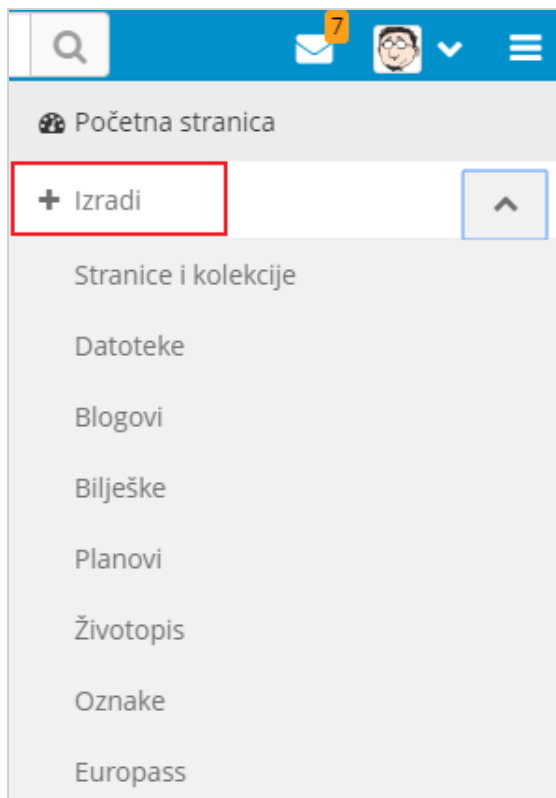 7
Početna stranica
Izradi
Stranice i kolekcije
Datoteke
Blogovi
Bilješke
Planovi
Životopis
Oznake
Europass